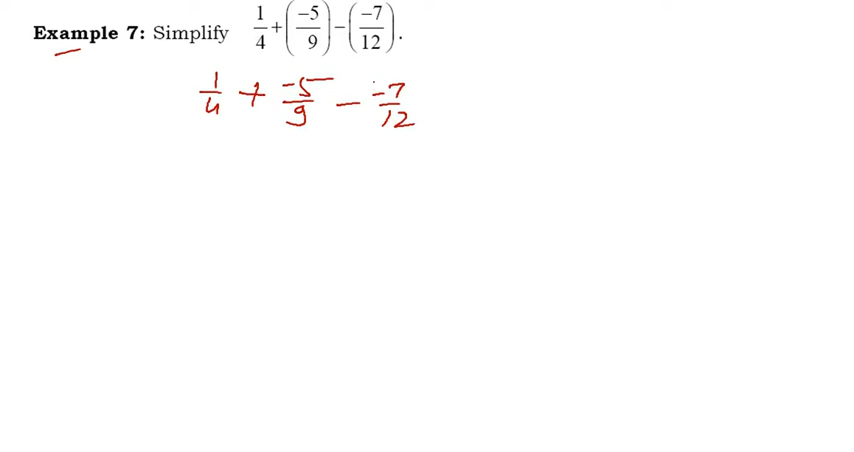 Example 7: Simplify 1/4 + (−5/9) − (−7/12).
1/4 + −5/9 − −7/12